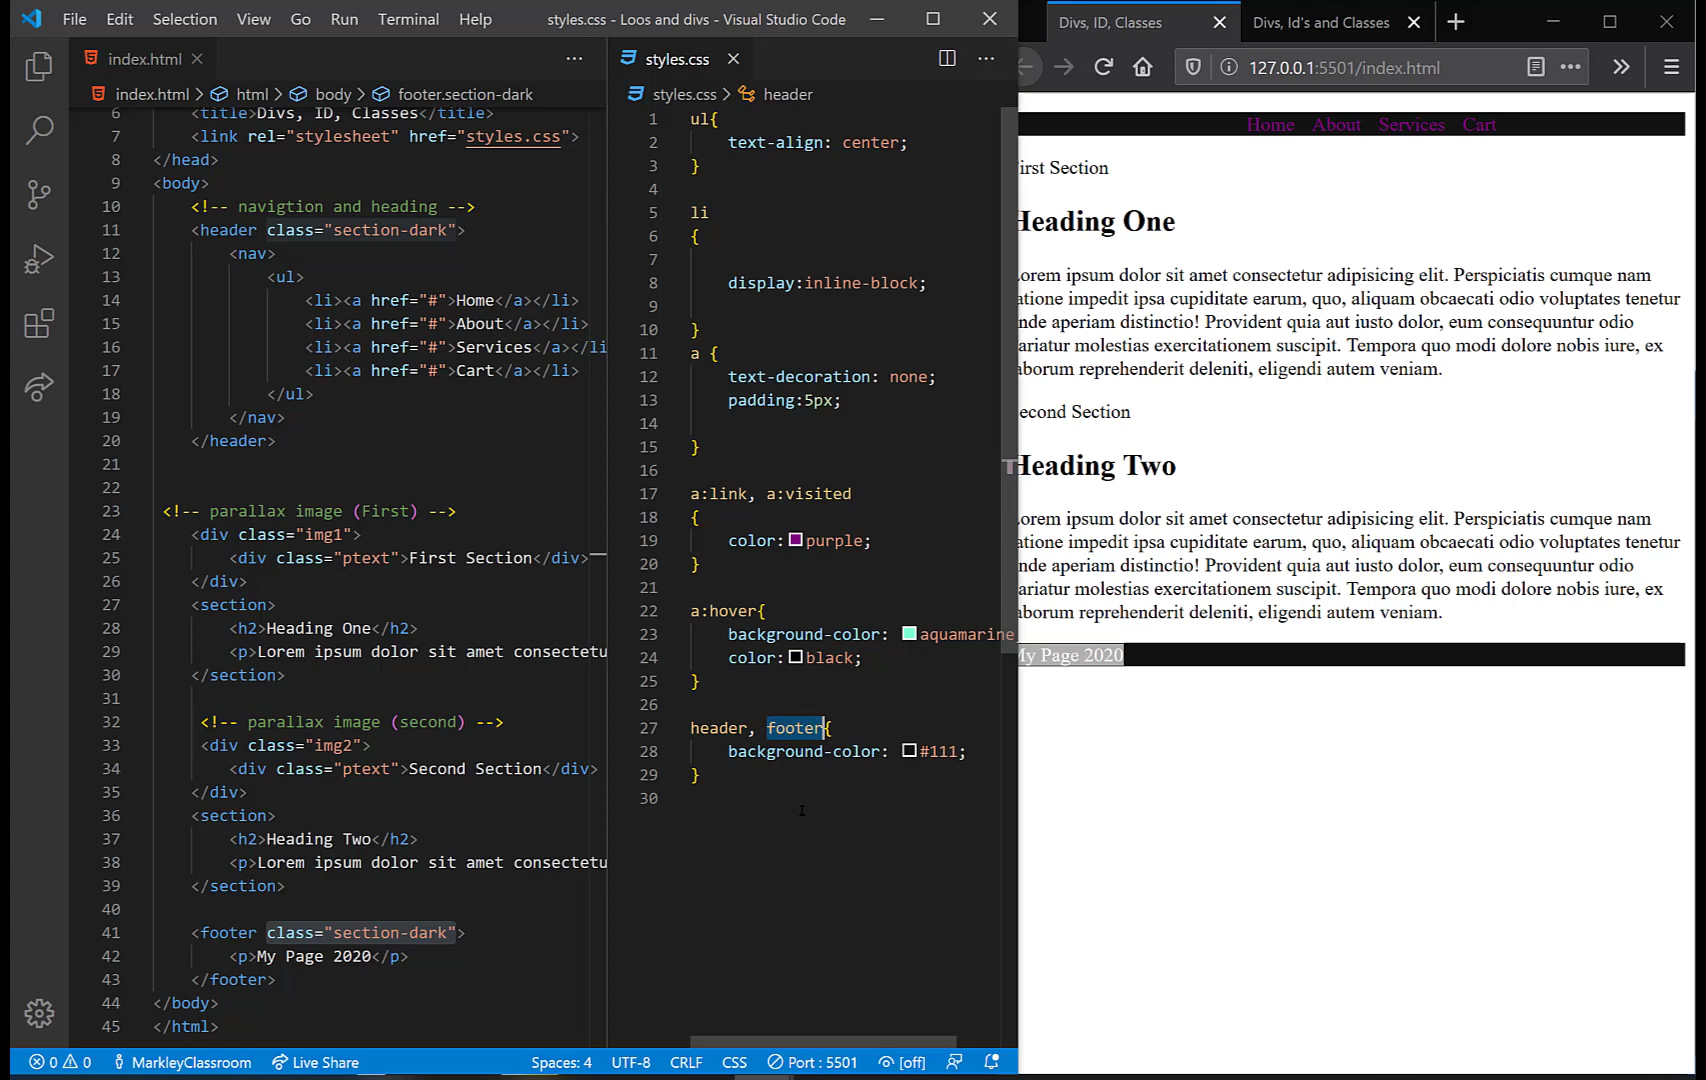 File Edit Selection View Go Run Terminal Help styles.css - Loos and divs - Visual Studio Code
index.html
index.html > html > body > footer.section-dark
6 <title>Divs, ID, Classes</title>
7 <link rel="stylesheet" href="styles.css">
8 </head>
9 <body>
10 <!-- navigtion and heading -->
11 <header class="section-dark">
12 <nav>
13 <ul>
14 <li><a href="#">Home</a></li>
15 <li><a href="#">About</a></li>
16 <li><a href="#">Services</a></li
17 <li><a href="#">Cart</a></li>
18 </ul>
19 </nav>
20 </header>
21
22
23 <!-- parallax image (First) -->
24 <div class="img1">
25 <div class="ptext">First Section</div>
26 </div>
27 <section>
28 <h2>Heading One</h2>
29 <p>Lorem ipsum dolor sit amet consectetu
30 </section>
31
32 <!-- parallax image (second) -->
33 <div class="img2">
34 <div class="ptext">Second Section</div>
35 </div>
36 <section>
37 <h2>Heading Two</h2>
38 <p>Lorem ipsum dolor sit amet consectetu
39 </section>
40
41 <footer class="section-dark">
42 <p>My Page 2020</p>
43 </footer>
44 </body>
45 </html>
styles.css
styles.css > header
1 ul{
2 text-align: center;
3 }
4
5 li
6 {
7
8 display:inline-block;
9
10 }
11 a {
12 text-decoration: none;
13 padding:5px;
14
15 }
16
17 a:link, a:visited
18 {
19 color:purple;
20 }
21
22 a:hover{
23 background-color: aquamarine
24 color:black;
25 }
26
27 header, footer{
28 background-color: #111;
29 }
30
0 0 MarkleyClassroom Live Share Spaces: 4 UTF-8 CRLF CSS Port : 5501 [off]
Divs, ID, Classes Divs, Id's and Classes
127.0.0.1:5501/index.html
Home About Services Cart
irst Section
Heading One
orem ipsum dolor sit amet consectetur adipisicing elit. Perspiciatis cumque nam
atione impedit ipsa cupiditate earum, quo, aliquam obcaecati odio voluptates tenetur
nde aperiam distinctio! Provident quia aut iusto dolor, eum consequuntur odio
ariatur molestias exercitationem suscipit. Tempora quo modi dolore nobis iure, ex
aborum reprehenderit deleniti, eligendi autem veniam.
econd Section
Heading Two
orem ipsum dolor sit amet consectetur adipisicing elit. Perspiciatis cumque nam
atione impedit ipsa cupiditate earum, quo, aliquam obcaecati odio voluptates tenetur
nde aperiam distinctio! Provident quia aut iusto dolor, eum consequuntur odio
ariatur molestias exercitationem suscipit. Tempora quo modi dolore nobis iure, ex
aborum reprehenderit deleniti, eligendi autem veniam.
My Page 2020